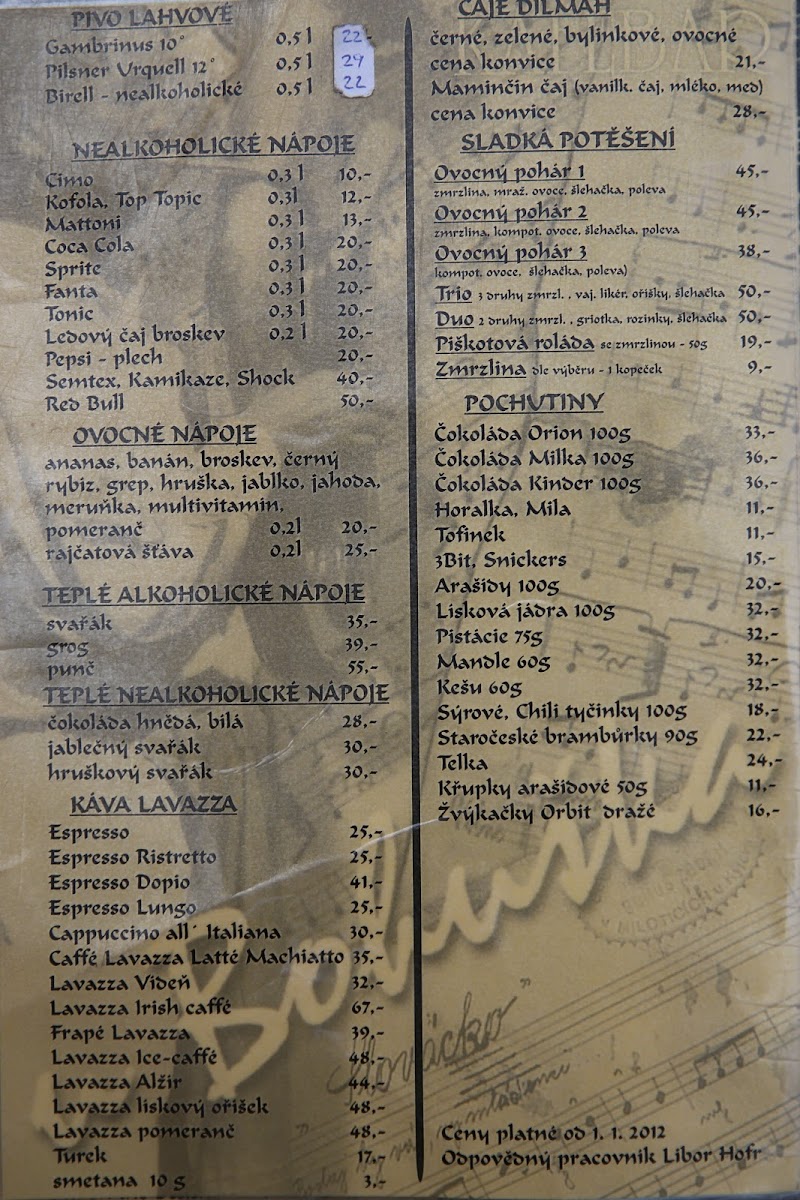 PIVO LAHVOVÉ
Gambrinus 10° 0,5 l 22,-
Pilsner Urquell 12° 0,5 l 29
Birell - nealkoholické 0,5 l 22
NEALKOHOLICKÉ NÁPOJE
Cimo 0,3 l 10,-
Kofola, Top Topic 0,3l 12,-
Mattoni 0,3 l 13,-
Coca Cola 0,3 l 20,-
Sprite 0,3 l 20,-
Fanta 0,3 l 20,-
Tonic 0,3 l 20,-
Ledový čaj broskev 0,2 l 20,-
Pepsi - plech 20,-
Semtex, Kamikaze, Shock 40,-
Red Bull 50,-
OVOCNÉ NÁPOJE
ananas, banán, broskev, černý
rybiz, grep, hruška, jablko, jahoda,
meruňka, multivitamin,
pomeranč 0,2l 20,-
rajčatová šťáva 0,2l 25,-
TEPLÉ ALKOHOLICKÉ NÁPOJE
svařák 35,-
grog 39,-
punč 55,-
TEPLÉ NEALKOHOLICKÉ NÁPOJE
čokoláda hnědá, bílá 28,-
jablečný svařák 30,-
hruškový svařák 30,-
KÁVA LAVAZZA
Espresso 25,-
Espresso Ristretto 25,-
Espresso Dopio 41,-
Espresso Lungo 25,-
Cappuccino all´ Italiana 30,-
Caffé Lavazza Latté Machiatto 35,-
Lavazza Videň 32,-
Lavazza Irish caffé 67,-
Frapé Lavazza 39,-
Lavazza Ice-caffé 48,-
Lavazza Alžír 44,-
Lavazza liskový oříšek 48,-
Lavazza pomeranč 48,-
Turek 17,-
smetana 10 g 3,-
ČAJE DILMAH
černé, zelené, bylinkové, ovocné
cena konvice 21,-
Maminčin čaj (vanilk. čaj, mléko, med)
cena konvice 28,-
SLADKÁ POTĚŠENÍ
Ovocný pohár 1 45,-
zmrzlina, mraž. ovoce, šlehačka, poleva
Ovocný pohár 2 45,-
zmrzlina, kompot. ovoce, šlehačka, poleva
Ovocný pohár 3 38,-
kompot. ovoce, šlehačka, poleva)
Trio 3 druhy zmrzl. , vaj. likér, oříšky, šlehačka 50,-
Duo 2 druhy zmrzl. , griotka, rozinky, šlehačka 50,-
Piškotová roláda se zmrzlinou - 50g 19,-
Zmrzlina dle výběru - 1 kopeček 9,-
POCHUTINY
Čokoláda Orion 100g 33,-
Čokoláda Milka 100g 36,-
Čokoláda Kinder 100g 36,-
Horalka, Mila 11,-
Tofinek 11,-
3Bit, Snickers 15,-
Arašidy 100g 20,-
Lisková jádra 100g 32,-
Pistácie 75g 32,-
Mandle 60g 32,-
Kešu 60g 32,-
Sýrové, Chili tyčinky 100g 18,-
Staročeské brambůrky 90g 22,-
Telka 24,-
Křupky arašidové 50g 11,-
Žvýkačky Orbit dražé 16,-
Bohuslav
Slovácko"
Ceny platné od 1. 1. 2012
Odpovědný pracovník Libor Hofr